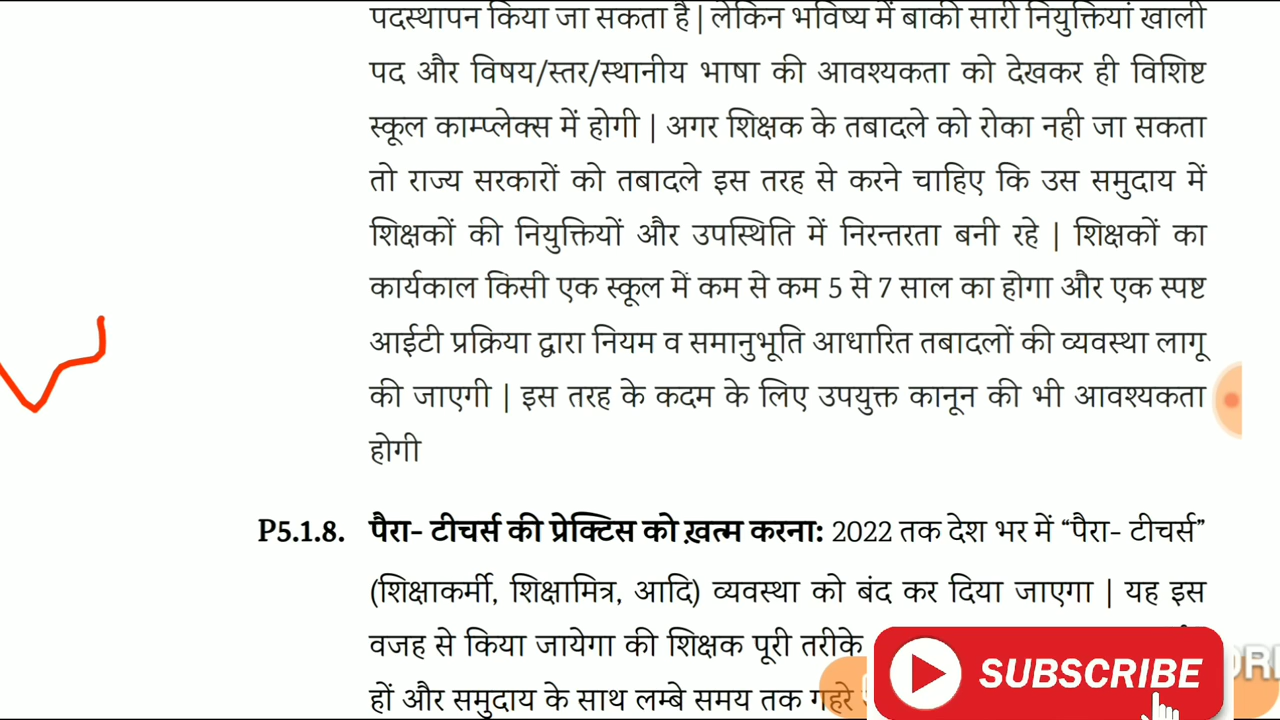 पदस्थापन किया जा सकता है | लेकिन भविष्य में बाकी सारी नियुक्तियां खाली
पद और विषय/स्तर/स्थानीय भाषा की आवश्यकता को देखकर ही विशिष्ट
स्कूल काम्प्लेक्स में होगी | अगर शिक्षक के तबादले को रोका नही जा सकता
तो राज्य सरकारों को तबादले इस तरह से करने चाहिए कि उस समुदाय में
शिक्षकों की नियुक्तियों और उपस्थिति में निरन्तरता बनी रहे | शिक्षकों का
कार्यकाल किसी एक स्कूल में कम से कम 5 से 7 साल का होगा और एक स्पष्ट
आईटी प्रक्रिया द्वारा नियम व समानुभूति आधारित तबादलों की व्यवस्था लागू
की जाएगी | इस तरह के कदम के लिए उपयुक्त कानून की भी आवश्यकता
होगी
P5.1.8. पैरा- टीचर्स की प्रेक्टिस को ख़त्म करना: 2022 तक देश भर में “पैरा- टीचर्स”
(शिक्षाकर्मी, शिक्षामित्र, आदि) व्यवस्था को बंद कर दिया जाएगा | यह इस
वजह से किया जायेगा की शिक्षक पूरी तरीके
हों और समुदाय के साथ लम्बे समय तक गहरे
SUBSCRIBE